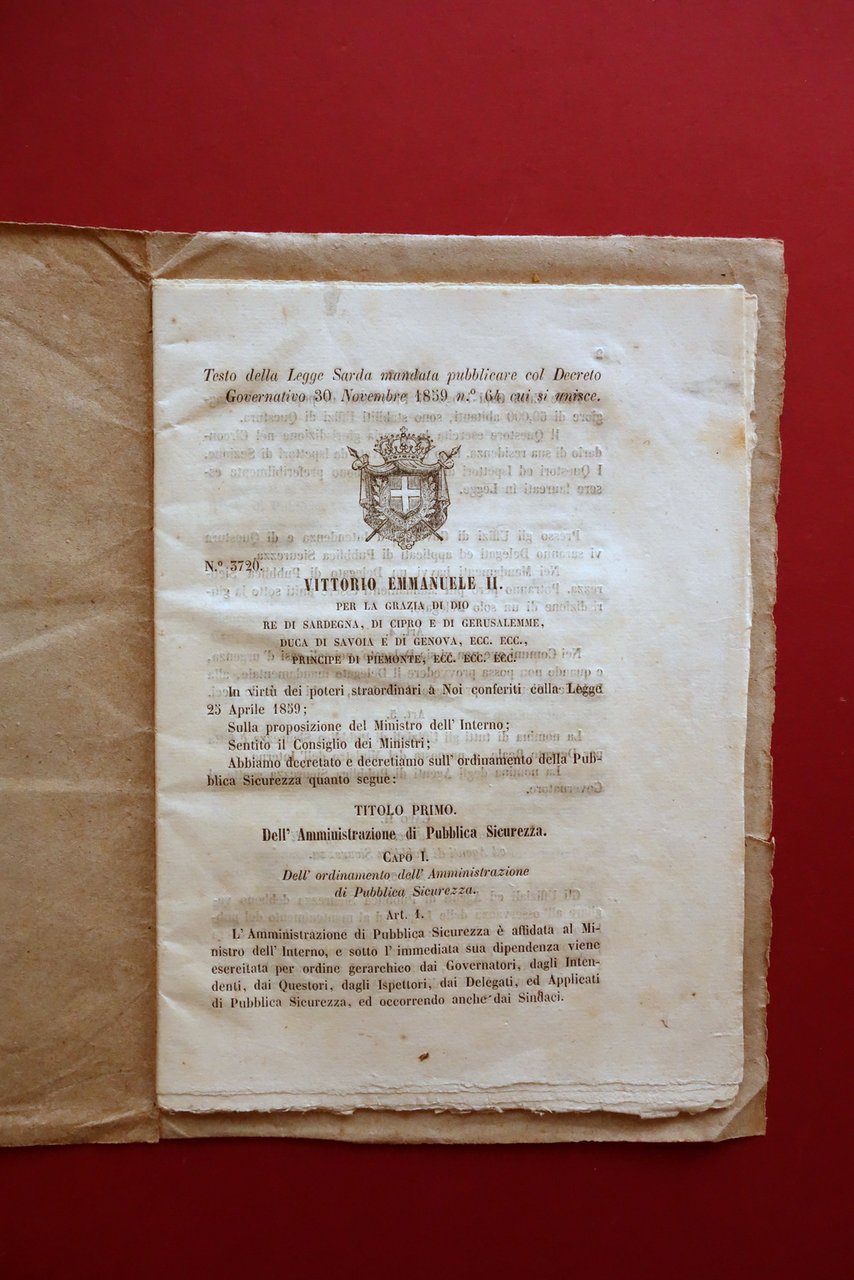 Testo della Legge Sarda mandata pubblicare col Decreto
Governativo 30 Novembre 1859 n.º 64 cui si unisce.
N.º 3720.
VITTORIO EMMANUELE II.
PER LA GRAZIA DI DIO
RE DI SARDEGNA, DI CIPRO E DI GERUSALEMME,
DUCA DI SAVOIA E DI GENOVA, ECC. ECC.,
PRINCIPE DI PIEMONTE, ECC. ECC. ECC.
In virtù dei poteri straordinari a Noi conferiti colla Legge
25 Aprile 1859;
Sulla proposizione del Ministro dell' Interno;
Sentito il Consiglio dei Ministri;
Abbiamo decretato e decretiamo sull' ordinamento della Pub-
blica Sicurezza quanto segue:
TITOLO PRIMO.
Dell' Amministrazione di Pubblica Sicurezza.
CAPO I.
Dell' ordinamento dell' Amministrazione
di Pubblica Sicurezza.
Art. 1.
L' Amministrazione di Pubblica Sicurezza è affidata al Mi-
nistro dell' Interno, e sotto l' immediata sua dipendenza viene
esercitata per ordine gerarchico dai Governatori, dagli Inten-
denti, dai Questori, dagli Ispettori, dai Delegati, ed Applicati
di Pubblica Sicurezza, ed occorrendo anche dai Sindaci.